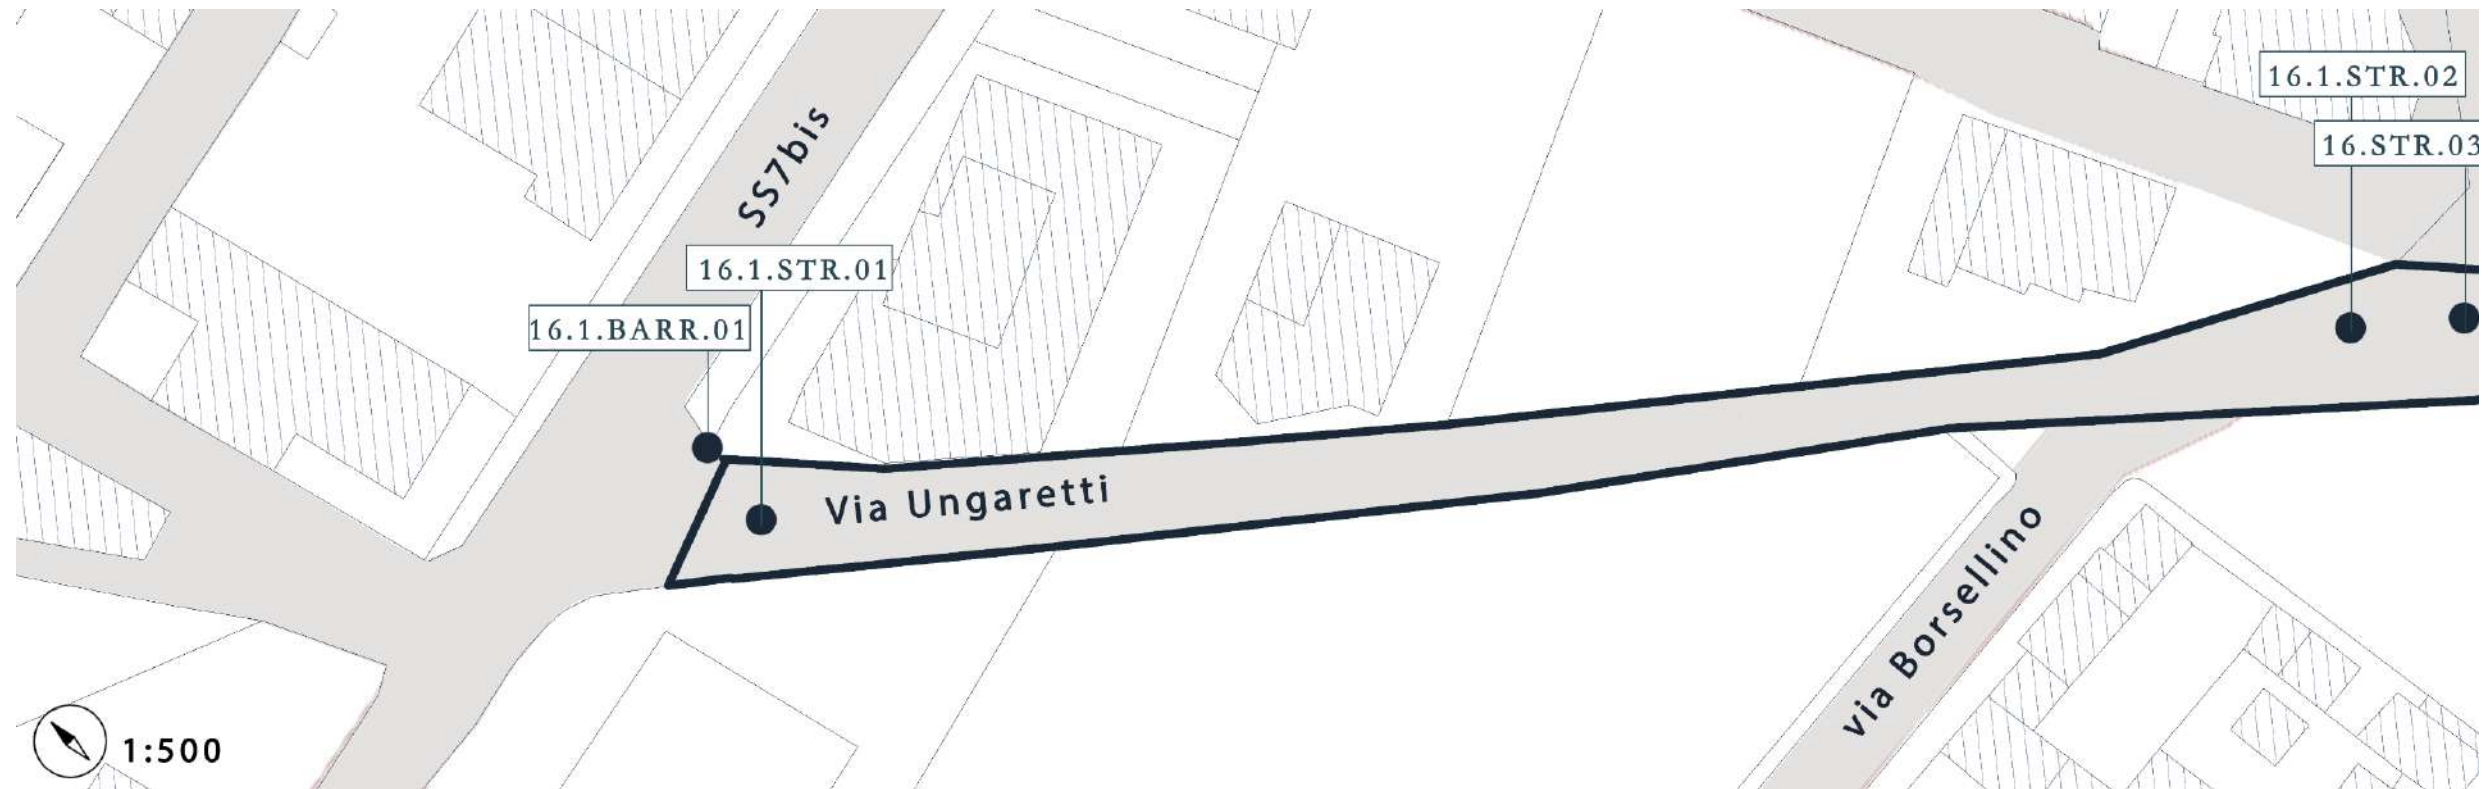 16.1.STR.02
16.STR.03
SS7bis
16.1.STR.01
16.1.BARR.01
Via Ungaretti
via Borsellino
1:500